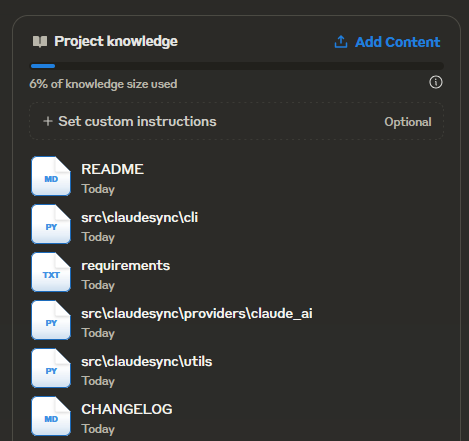 Project knowledge
Add Content
6% of knowledge size used
+ Set custom instructions
Optional
MD
README
Today
PY
src\claudesync\cli
Today
TXT
requirements
Today
PY
src\claudesync\providers\claude_ai
Today
PY
src\claudesync\utils
Today
MD
CHANGELOG
Today